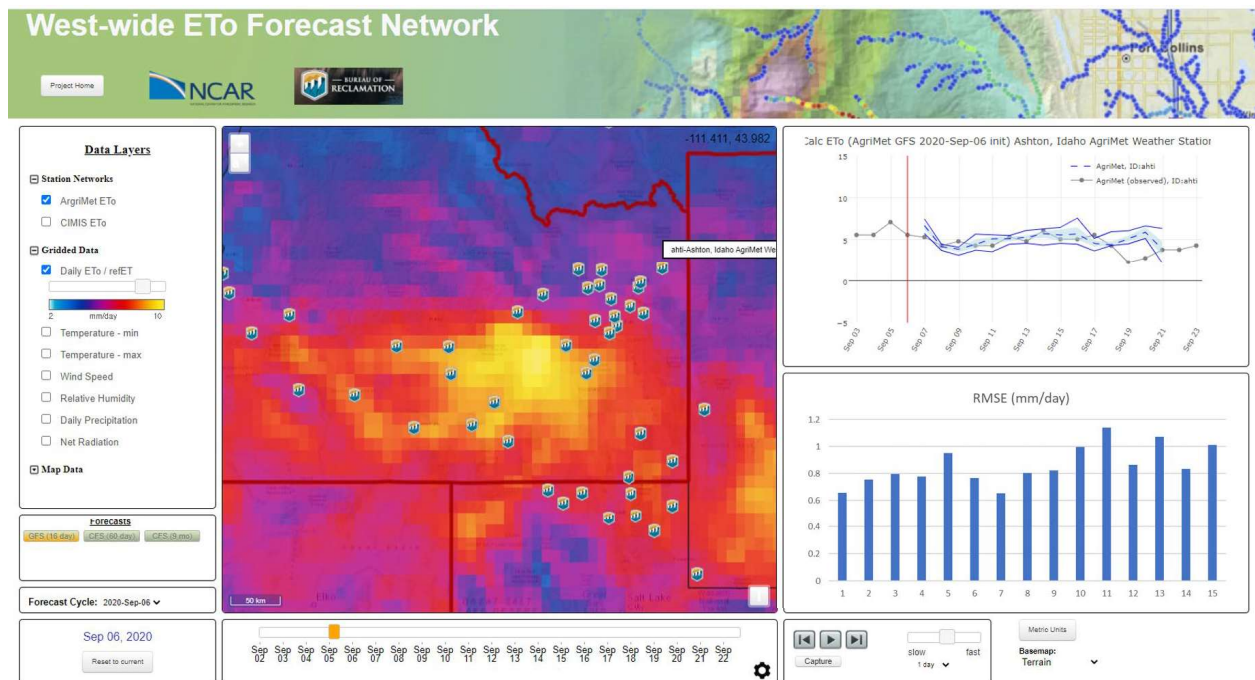 West-wide ETo Forecast Network
Project Home
NCAR
BUREAU OF
RECLAMATION
Fort Collins
Data Layers
Station Networks
ArgriMet ETo
CIMIS ETo
Gridded Data
Daily ETo / refET
2 mm/day 10
Temperature - min
Temperature - max
Wind Speed
Relative Humidity
Daily Precipitation
Net Radiation
Map Data
Forecasts
GFS (16 day) CFS (60 day) CFS (9 mo)
Forecast Cycle: 2020-Sep-06
Sep 06, 2020
Reset to current
-111.411, 43.982
ahti-Ashton, Idaho AgriMet We
50 km
Elko
Salt Lake
City
Sep 02 Sep 03 Sep 04 Sep 05 Sep 06 Sep 07 Sep 08 Sep 09 Sep 10 Sep 11 Sep 12 Sep 13 Sep 14 Sep 15 Sep 16 Sep 17 Sep 18 Sep 19 Sep 20 Sep 21 Sep 22
Calc ETo (AgriMet GFS 2020-Sep-06 init) Ashton, Idaho AgriMet Weather Station
AgriMet, ID:ahti
AgriMet (observed), ID:ahti
15
10
5
0
−5
Sep 03 Sep 05 Sep 07 Sep 09 Sep 11 Sep 13 Sep 15 Sep 17 Sep 19 Sep 21 Sep 23
RMSE (mm/day)
1.2
1
0.8
0.6
0.4
0.2
0
1 2 3 4 5 6 7 8 9 10 11 12 13 14 15
slow fast
Capture
1 day
Metric Units
Basemap:
Terrain